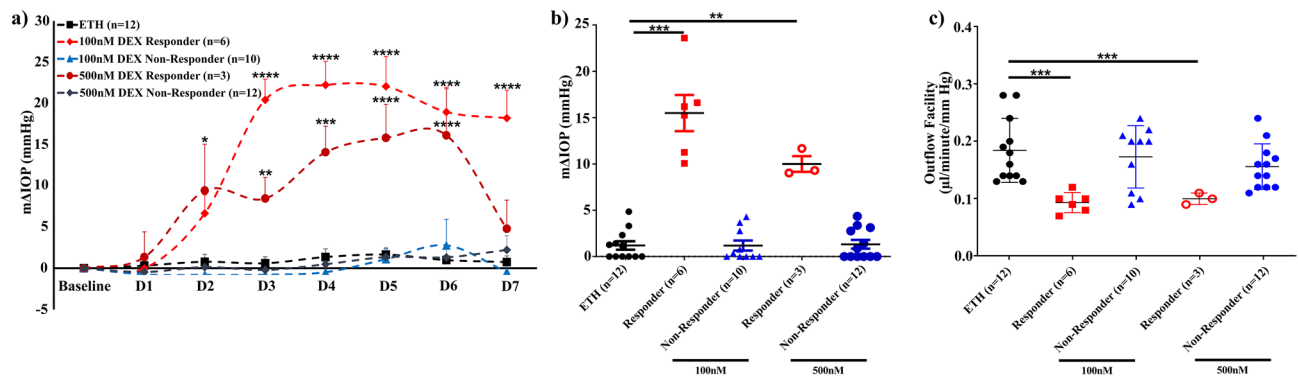 a)
mΔIOP (mmHg)
30
25
20
15
10
5
0
-5
ETH (n=12)
100nM DEX Responder (n=6)
100nM DEX Non-Responder (n=10)
500nM DEX Responder (n=3)
500nM DEX Non-Responder (n=12)
*
**
****
****
***
****
****
****
****
****
Baseline D1 D2 D3 D4 D5 D6 D7
b)
mΔIOP (mmHg)
25
20
15
10
5
0
**
***
ETH (n=12)
Responder (n=6)
Non-Responder (n=10)
Responder (n=3)
Non-Responder (n=12)
100nM
500nM
c)
Outflow Facility
(µl/minute/mm Hg)
0.4
0.3
0.2
0.1
0.0
***
***
ETH (n=12)
Responder (n=6)
Non-Responder (n=10)
Responder (n=3)
Non-Responder (n=12)
100nM
500nM